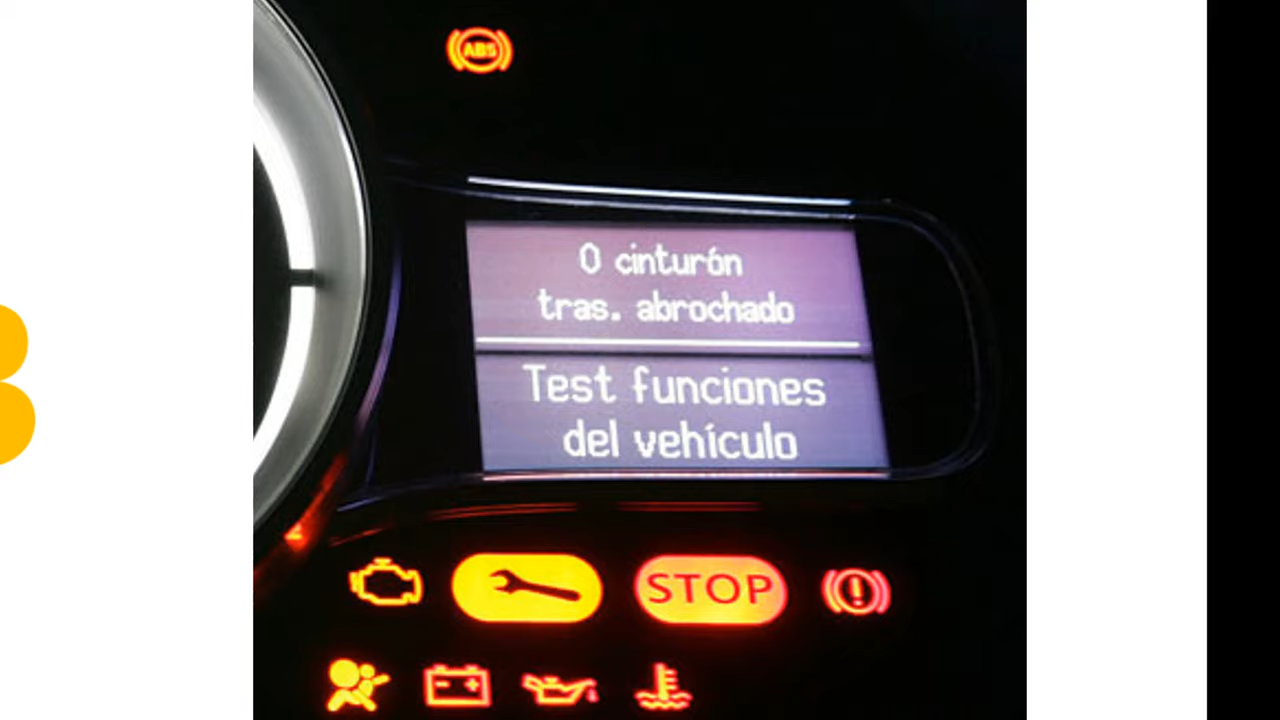 ABS
0 cinturón
tras. abrochado
Test funciones
del vehículo
STOP